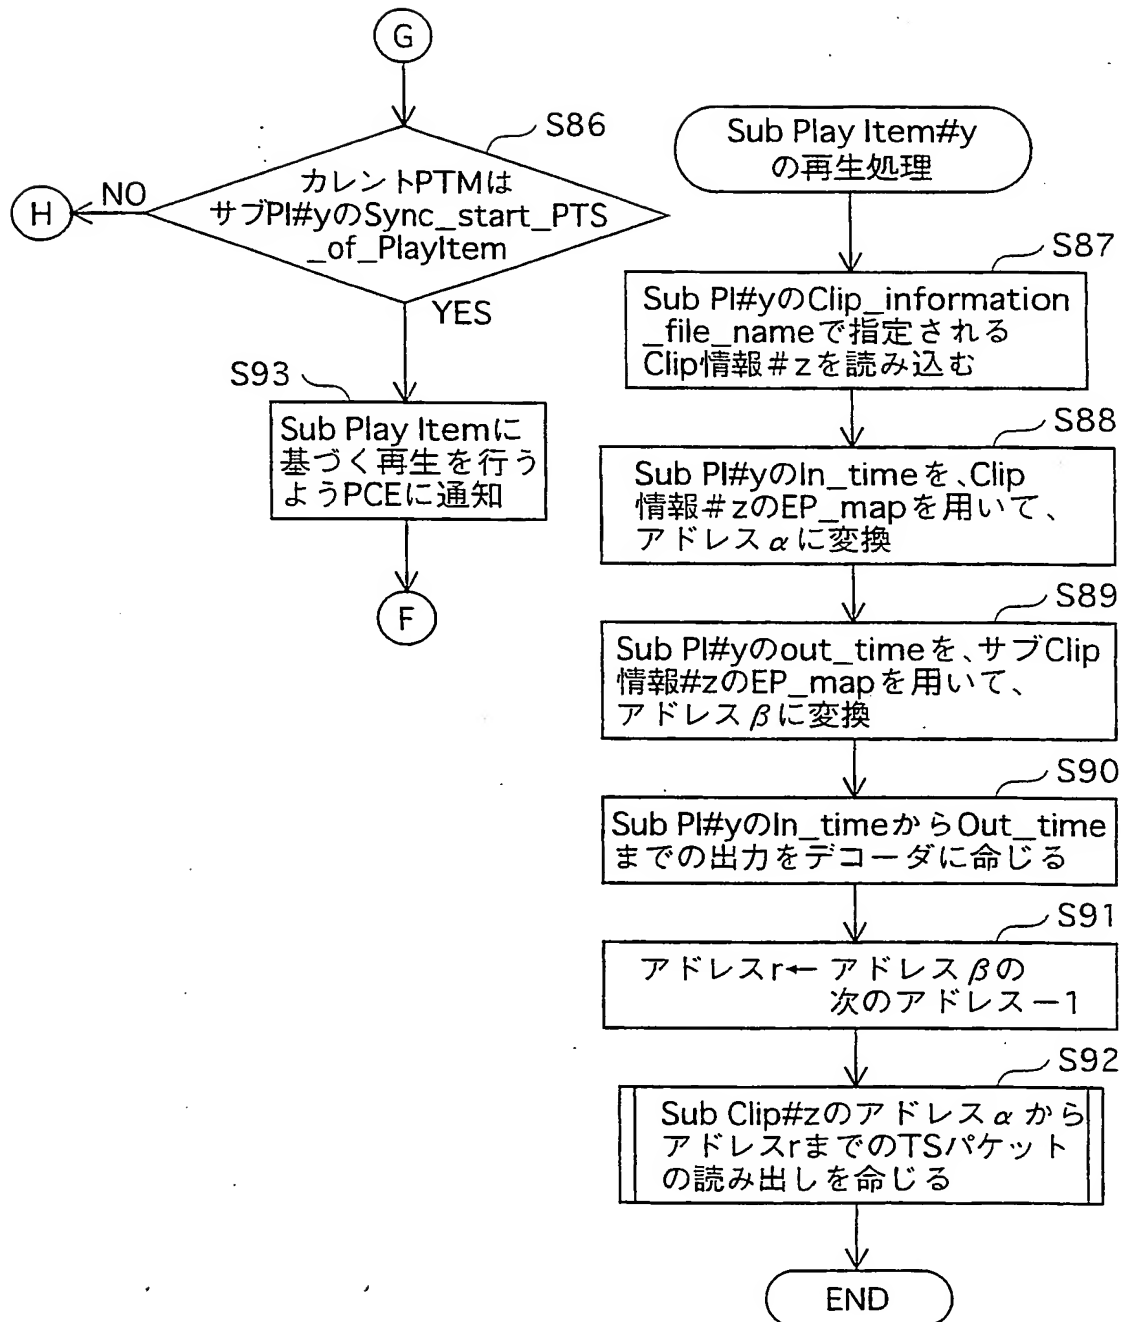 G
S86
カレントPTMは
サブPI#yのSync_start_PTS
_of_PlayItem
NO
H
YES
S93
Sub Play Itemに
基づく再生を行う
ようPCEに通知
F
Sub Play Item#y
の再生処理
S87
Sub PI#yのClip_information
_file_nameで指定される
Clip情報#zを読み込む
S88
Sub PI#yのIn_timeを、Clip
情報#zのEP_mapを用いて、
アドレスαに変換
S89
Sub PI#yのout_timeを、サブClip
情報#zのEP_mapを用いて、
アドレスβに変換
S90
Sub PI#yのIn_timeからOut_time
までの出力をデコーダに命じる
S91
アドレスr← アドレスβの
次のアドレス－1
S92
Sub Clip#zのアドレスαから
アドレスrまでのTSパケット
の読み出しを命じる
END